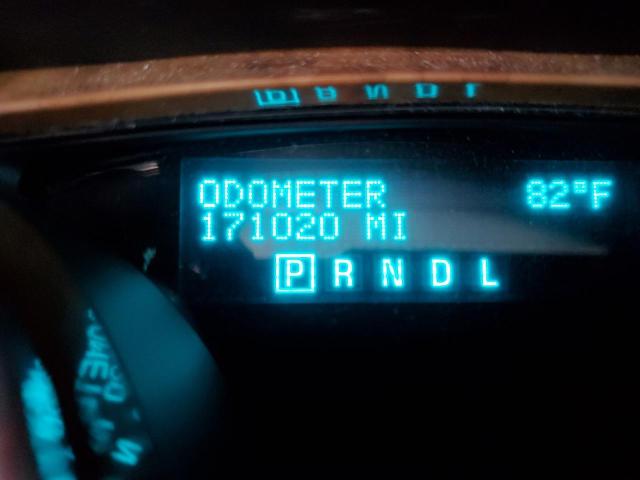 ODOMETER 82°F
171020 MI
P R N D L